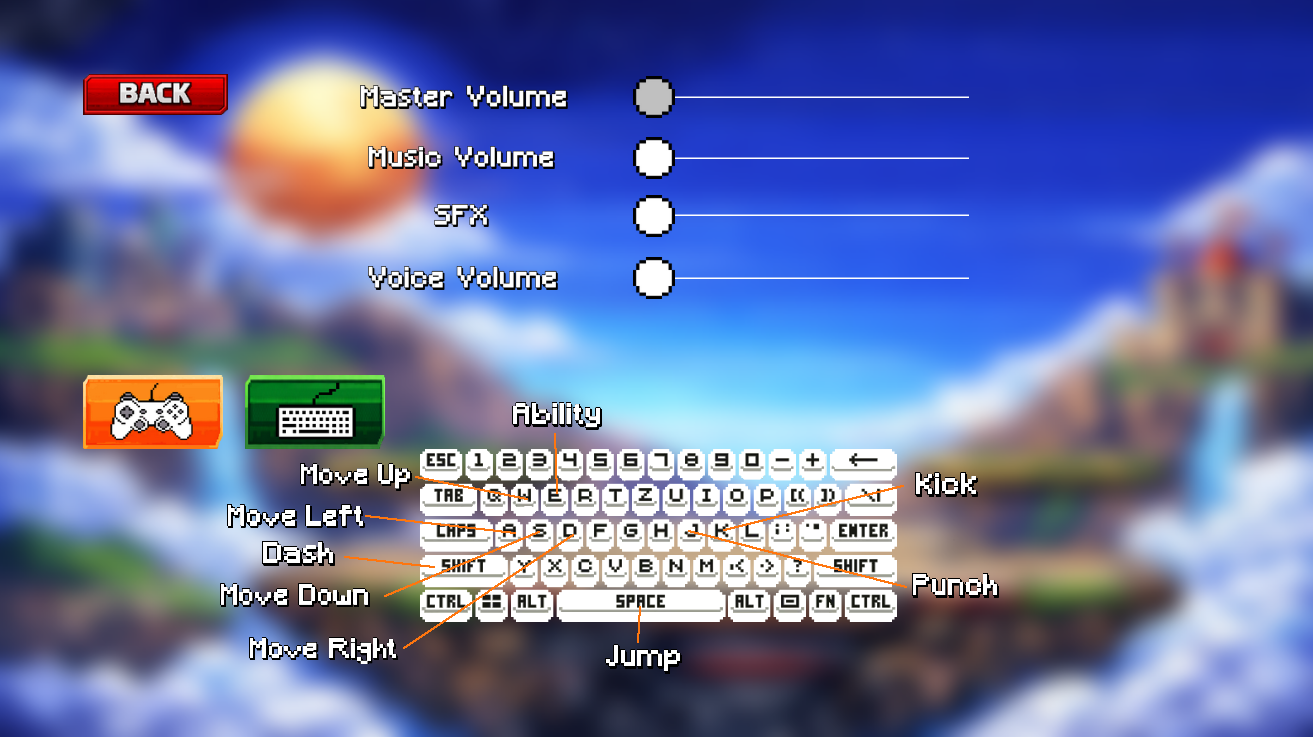 BACK
Master Volume
Music Volume
SFX
Voice Volume
Ability
Move Up
Kick
Move Left
Dash
Punch
Move Down
Move Right
Jump
ESC 1 2 3 4 5 6 7 8 9 0 - + ←
TAB Q W E R T Z U I O P [{ ]} \|
CAPS A S D F G H J K L ; : ' " ENTER
SHIFT Y X C V B N M , < . > ? SHIFT
CTRL ALT SPACE ALT FN CTRL